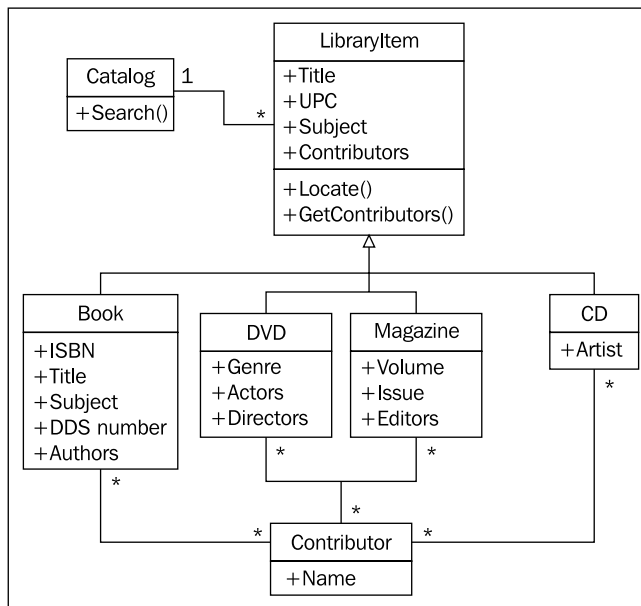 LibraryItem
+Title
+UPC
+Subject
+Contributors
+Locate()
+GetContributors()
Catalog
+Search()
1
*
Book
+ISBN
+Title
+Subject
+DDS number
+Authors
*
DVD
+Genre
+Actors
+Directors
*
Magazine
+Volume
+Issue
+Editors
*
CD
+Artist
*
*
*
*
Contributor
+Name